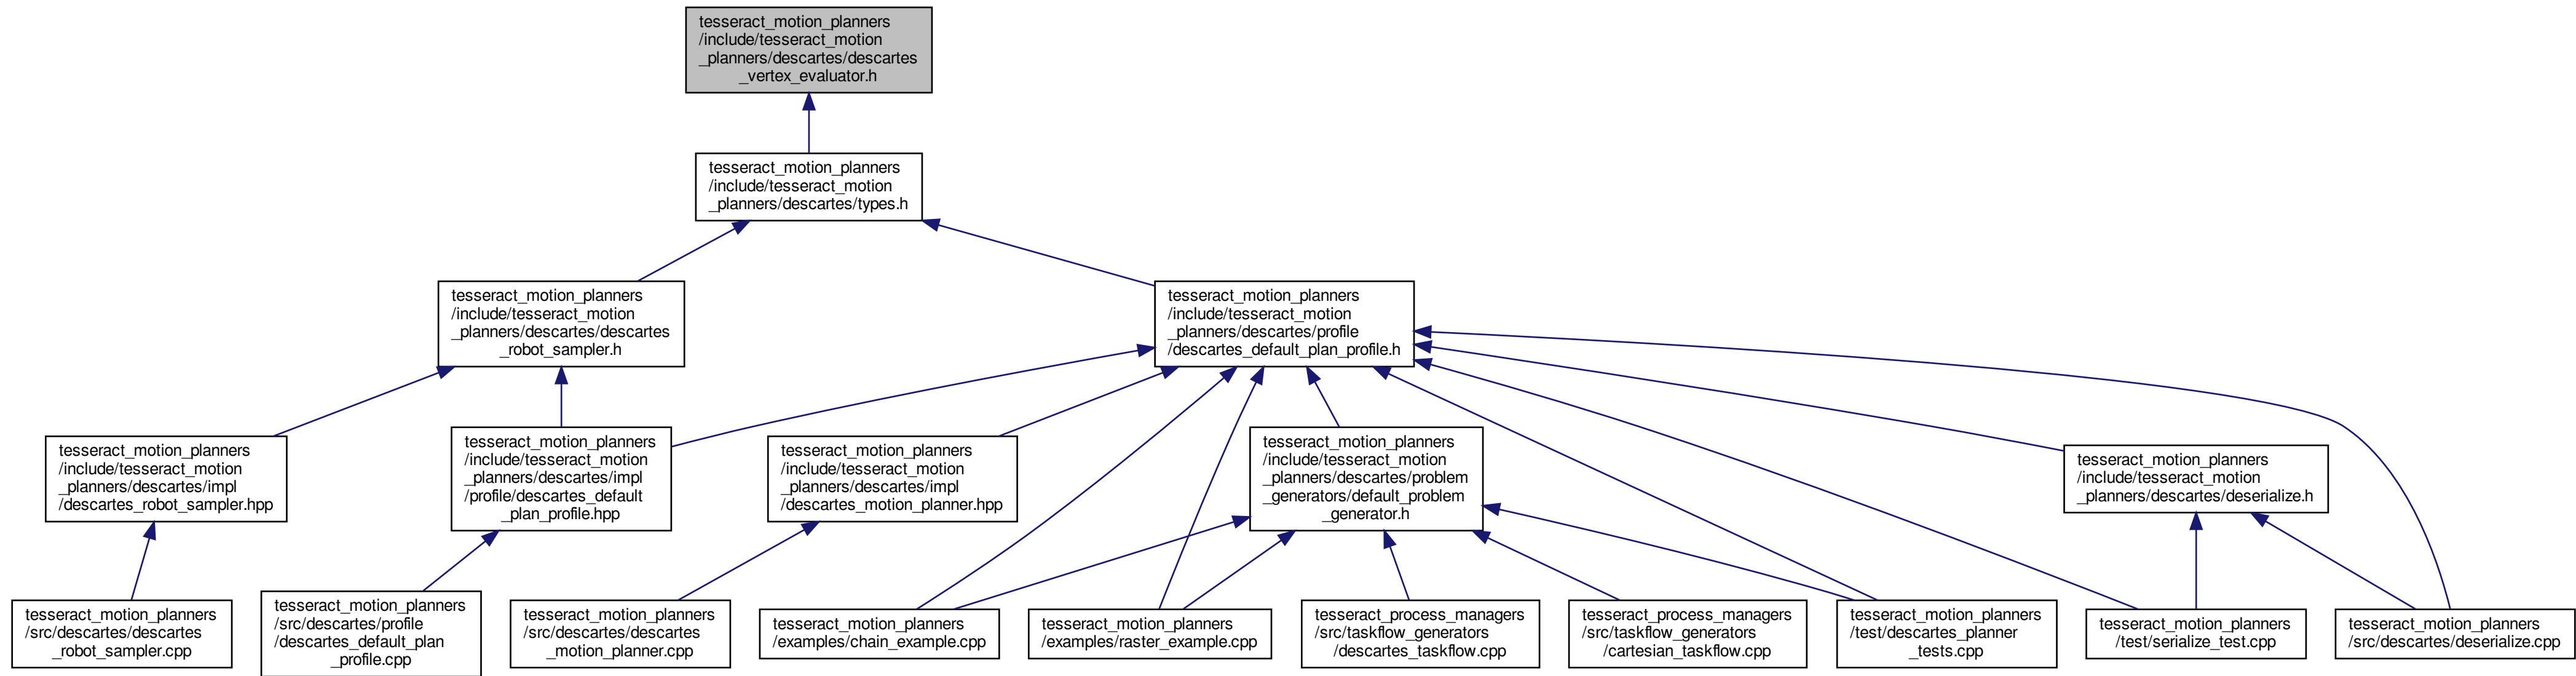 tesseract_motion_planners
/include/tesseract_motion
_planners/descartes/descartes
_vertex_evaluator.h
tesseract_motion_planners
/include/tesseract_motion
_planners/descartes/types.h
tesseract_motion_planners
/include/tesseract_motion
_planners/descartes/descartes
_robot_sampler.h
tesseract_motion_planners
/include/tesseract_motion
_planners/descartes/profile
/descartes_default_plan_profile.h
tesseract_motion_planners
/include/tesseract_motion
_planners/descartes/impl
/descartes_robot_sampler.hpp
tesseract_motion_planners
/include/tesseract_motion
_planners/descartes/impl
/profile/descartes_default
_plan_profile.hpp
tesseract_motion_planners
/include/tesseract_motion
_planners/descartes/impl
/descartes_motion_planner.hpp
tesseract_motion_planners
/include/tesseract_motion
_planners/descartes/problem
_generators/default_problem
_generator.h
tesseract_motion_planners
/include/tesseract_motion
_planners/descartes/deserialize.h
tesseract_motion_planners
/src/descartes/descartes
_robot_sampler.cpp
tesseract_motion_planners
/src/descartes/profile
/descartes_default_plan
_profile.cpp
tesseract_motion_planners
/src/descartes/descartes
_motion_planner.cpp
tesseract_motion_planners
/examples/chain_example.cpp
tesseract_motion_planners
/examples/raster_example.cpp
tesseract_process_managers
/src/taskflow_generators
/descartes_taskflow.cpp
tesseract_process_managers
/src/taskflow_generators
/cartesian_taskflow.cpp
tesseract_motion_planners
/test/descartes_planner
_tests.cpp
tesseract_motion_planners
/test/serialize_test.cpp
tesseract_motion_planners
/src/descartes/deserialize.cpp